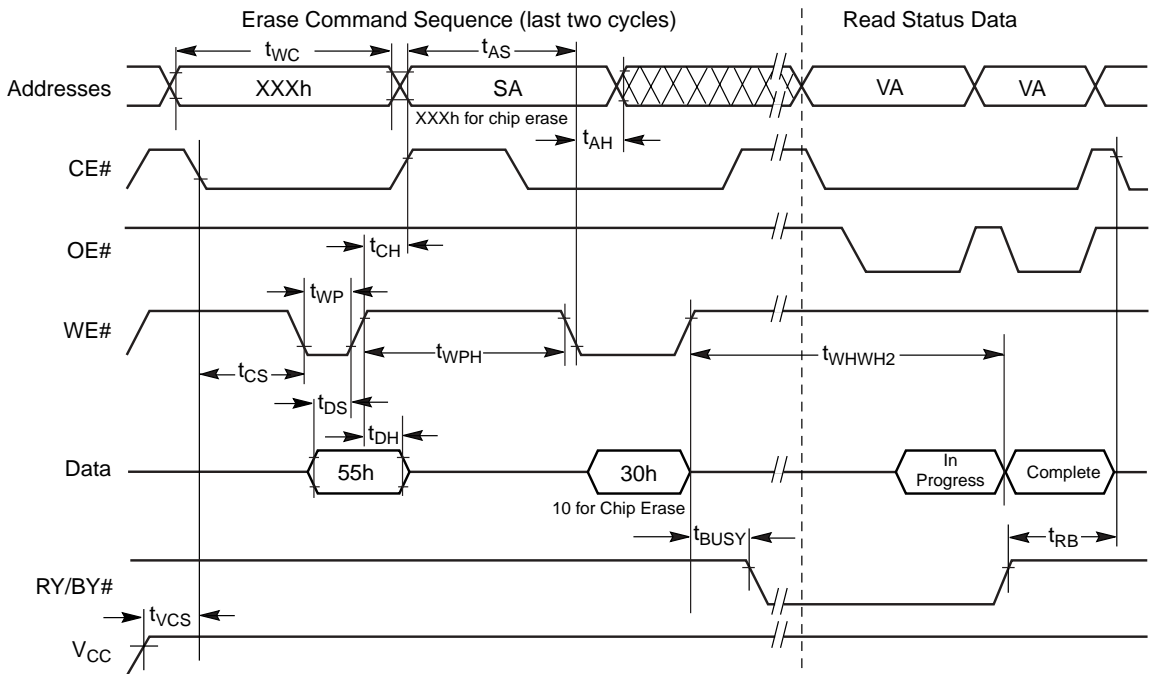 Erase Command Sequence (last two cycles)
Read Status Data
tWC
tAS
Addresses
XXXh
SA
VA
VA
XXXh for chip erase
tAH
CE#
OE#
tCH
tWP
WE#
tWPH
tWHWH2
tCS
tDS
tDH
Data
55h
30h
In
Progress
Complete
10 for Chip Erase
tBUSY
tRB
RY/BY#
tVCS
VCC